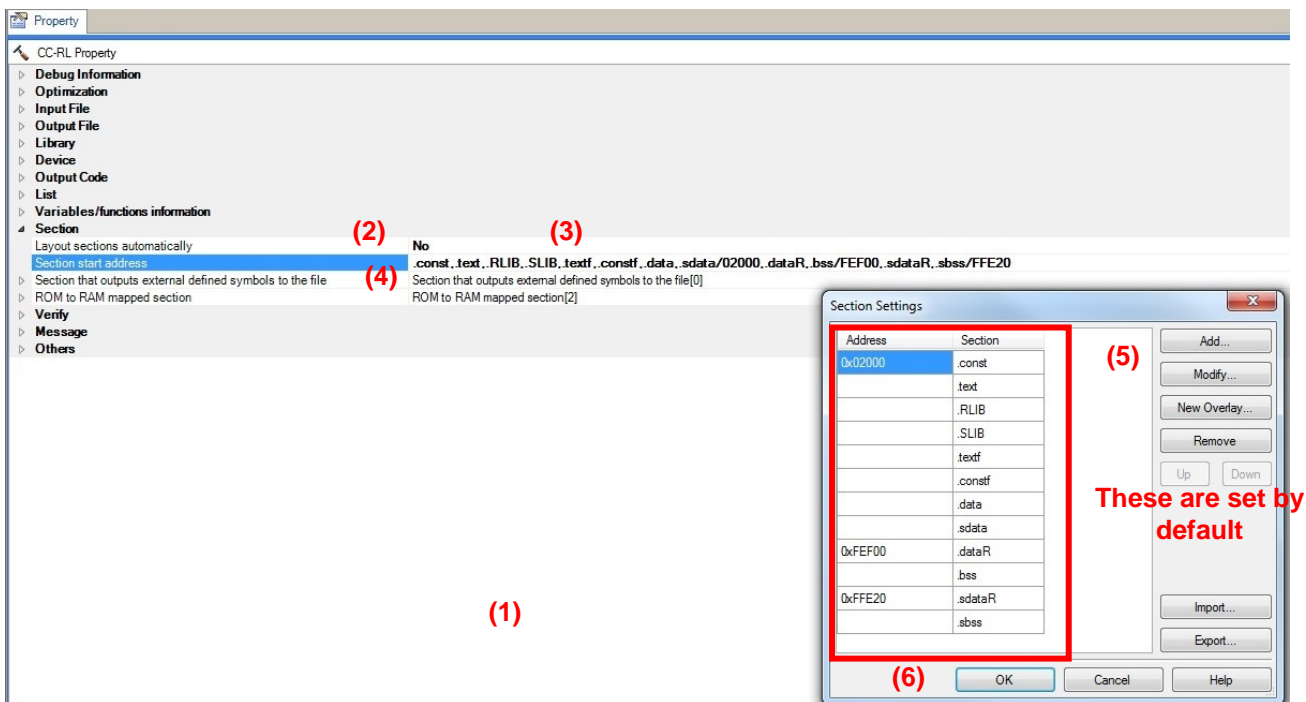 Property
CC-RL Property
Debug Information
Optimization
Input File
Output File
Library
Device
Output Code
List
Variables/functions information
Section
(2) (3)
Layout sections automatically No
Section start address .const,.text,.RLIB,.SLIB,.textf,.constf,.data,.sdata/02000,.dataR,.bss/FEF00,.sdataR,.sbss/FFE20
Section that outputs external defined symbols to the file (4) Section that outputs external defined symbols to the file[0]
ROM to RAM mapped section ROM to RAM mapped section[2]
Verify
Message
Others
(1)
Section Settings
Address Section
0x02000 .const
.text
.RLIB
.SLIB
.textf
.constf
.data
.sdata
0xFEF00 .dataR
.bss
0xFFE20 .sdataR
.sbss
(5)
Add...
Modify...
New Overlay...
Remove
Up Down
These are set by
default
Import...
Export...
(6) OK Cancel Help